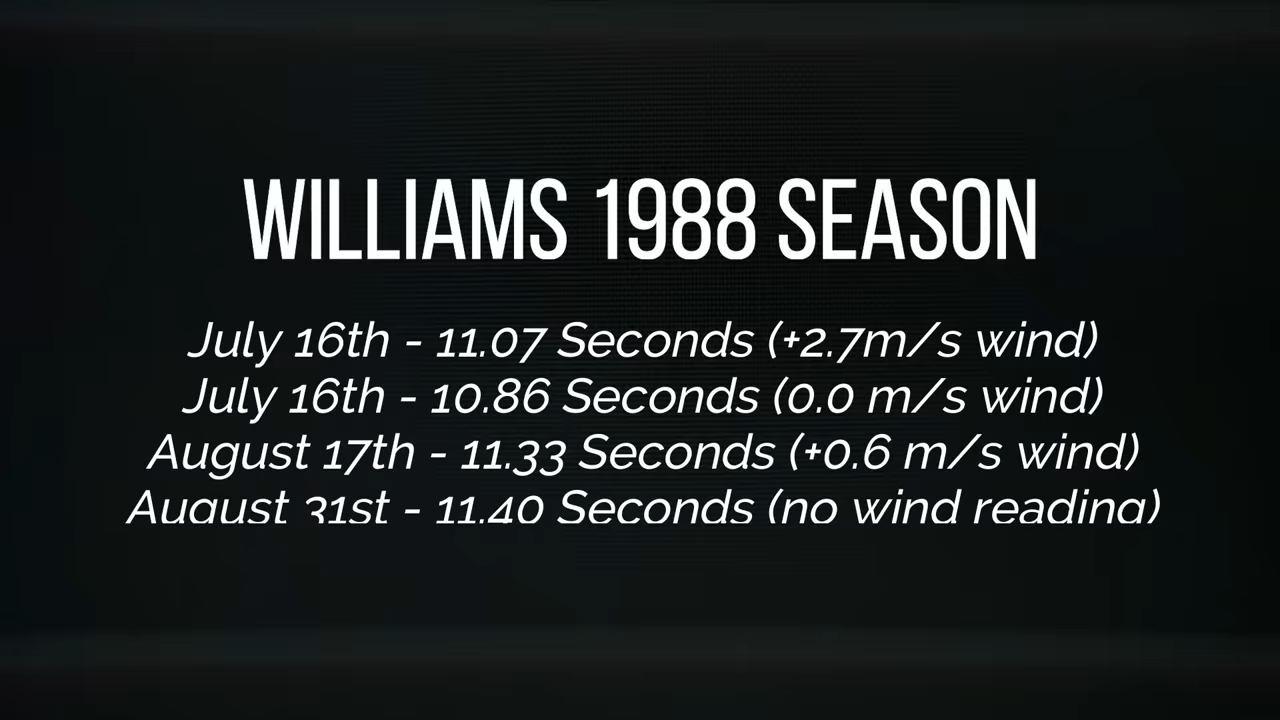 WILLIAMS 1988 SEASON
July 16th - 11.07 Seconds (+2.7m/s wind)
July 16th - 10.86 Seconds (0.0 m/s wind)
August 17th - 11.33 Seconds (+0.6 m/s wind)
August 31st - 11.40 Seconds (no wind reading)